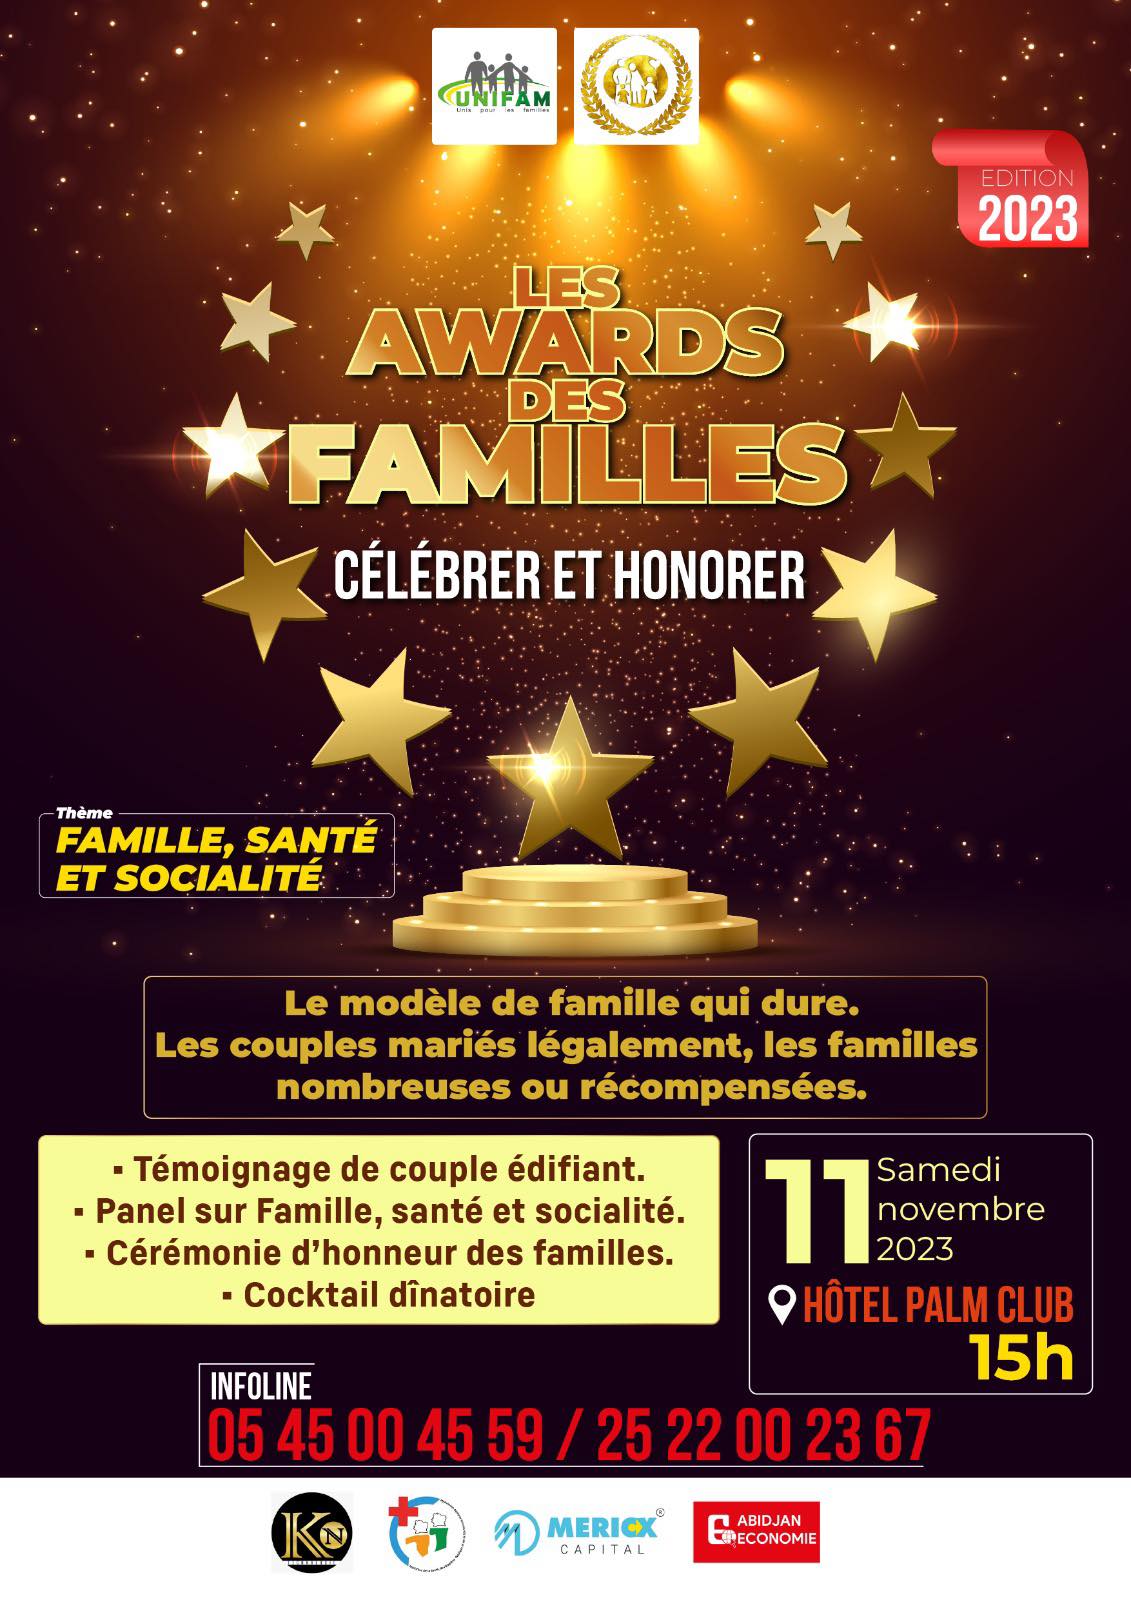 UNIFAM
Unis pour les familles
EDITION
2023
LES
AWARDS
DES
FAMILLES
CÉLÉBRER ET HONORER
Thème
FAMILLE, SANTÉ
ET SOCIALITÉ
Le modèle de famille qui dure.
Les couples mariés légalement, les familles
nombreuses ou récompensées.
▪ Témoignage de couple édifiant.
▪ Panel sur Famille, santé et socialité.
▪ Cérémonie d’honneur des familles.
▪ Cocktail dînatoire
11
Samedi
novembre
2023
HÔTEL PALM CLUB
15h
INFOLINE
05 45 00 45 59 / 25 22 00 23 67
KN
MERICX®
CAPITAL
ABIDJAN
ECONOMIE